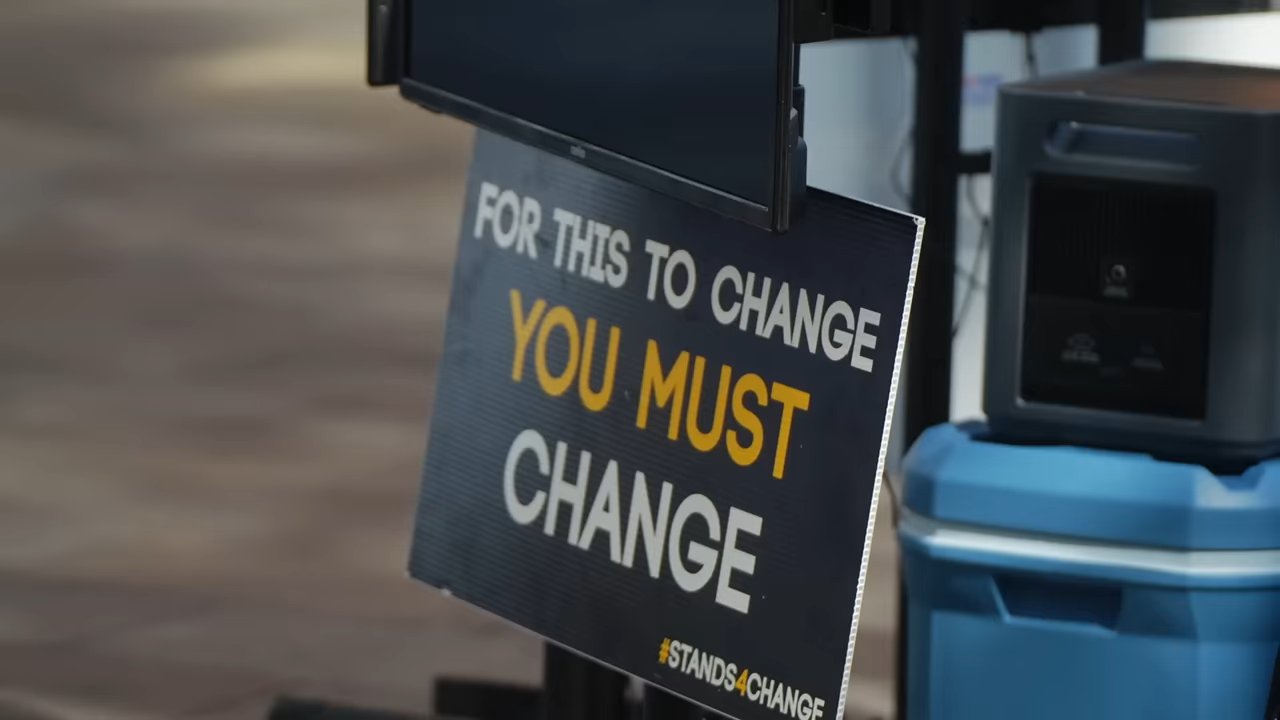 FOR THIS TO CHANGE
YOU MUST
CHANGE
#STANDS4CHANGE